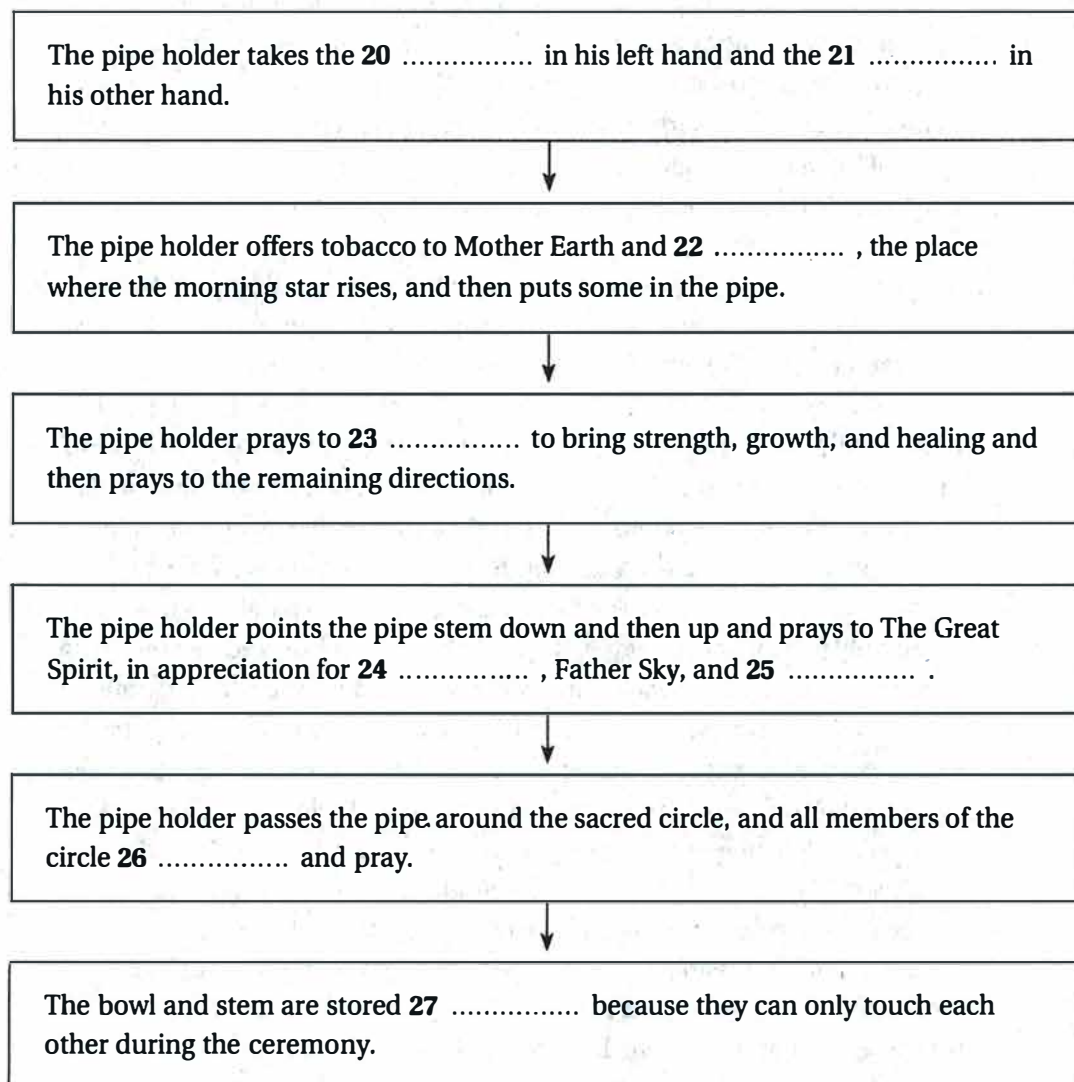 The pipe holder takes the 20 ................ in his left hand and the 21 ................ in
his other hand.
The pipe holder offers tobacco to Mother Earth and 22 ................ , the place
where the morning star rises, and then puts some in the pipe.
The pipe holder prays to 23 ................ to bring strength, growth, and healing and
then prays to the remaining directions.
The pipe holder points the pipe stem down and then up and prays to The Great
Spirit, in appreciation for 24 ................ , Father Sky, and 25 ................ .
The pipe holder passes the pipe around the sacred circle, and all members of the
circle 26 ................ and pray.
The bowl and stem are stored 27 ................ because they can only touch each
other during the ceremony.